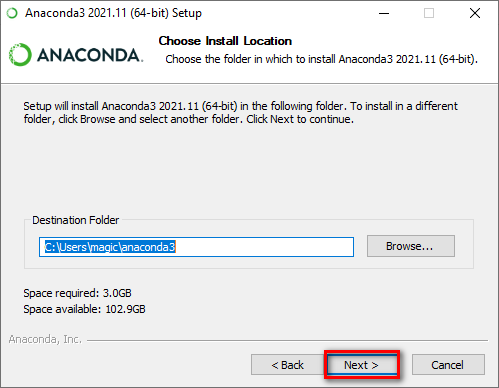 Anaconda3 2021.11 (64-bit) Setup
ANACONDA.
Choose Install Location
Choose the folder in which to install Anaconda3 2021.11 (64-bit).
Setup will install Anaconda3 2021.11 (64-bit) in the following folder. To install in a different
folder, click Browse and select another folder. Click Next to continue.
Destination Folder
C:\Users\magic\anaconda3
Browse...
Space required: 3.0GB
Space available: 102.9GB
Anaconda, Inc.
< Back
Next >
Cancel